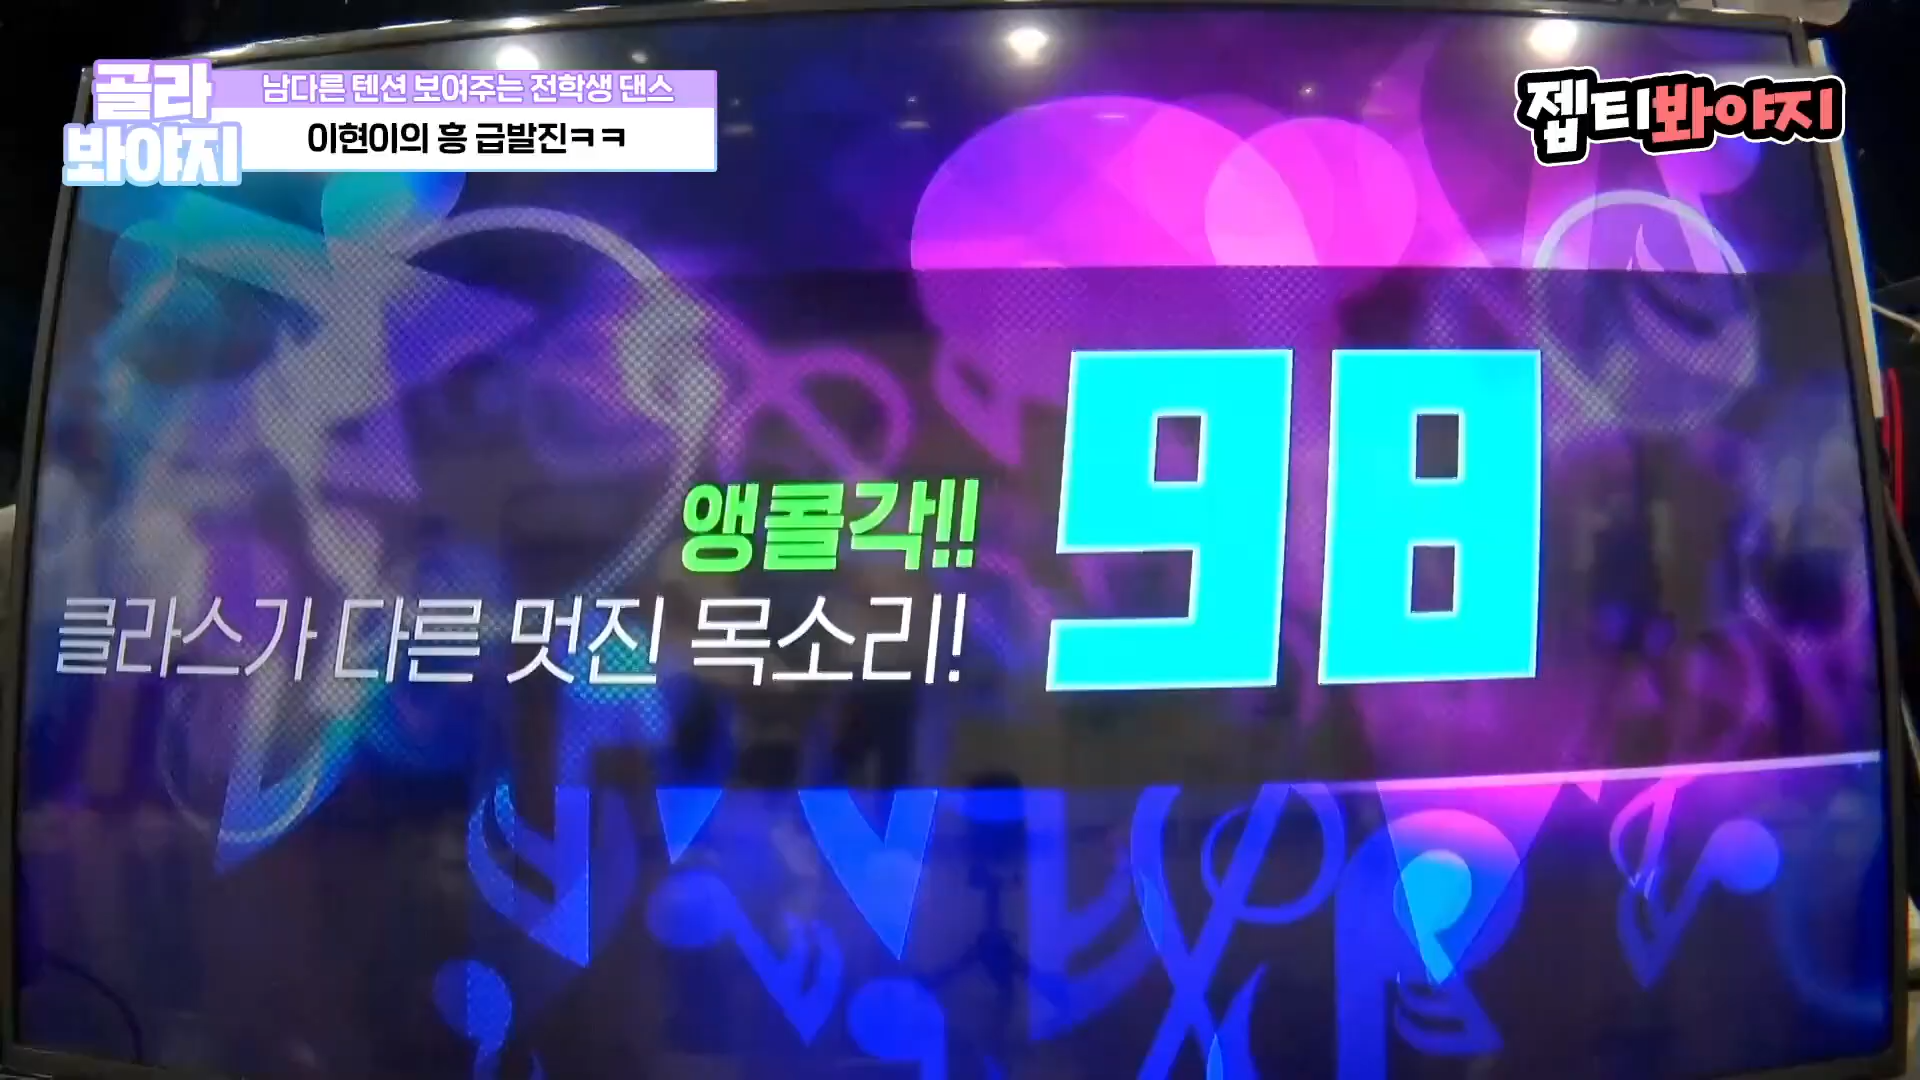 골라
봐야지
남다른 텐션 보여주는 전학생 댄스
이현이의 흥 급발진ㅋㅋ
젭티봐야지
앵콜각!!
클라스가 다른 멋진 목소리!
98